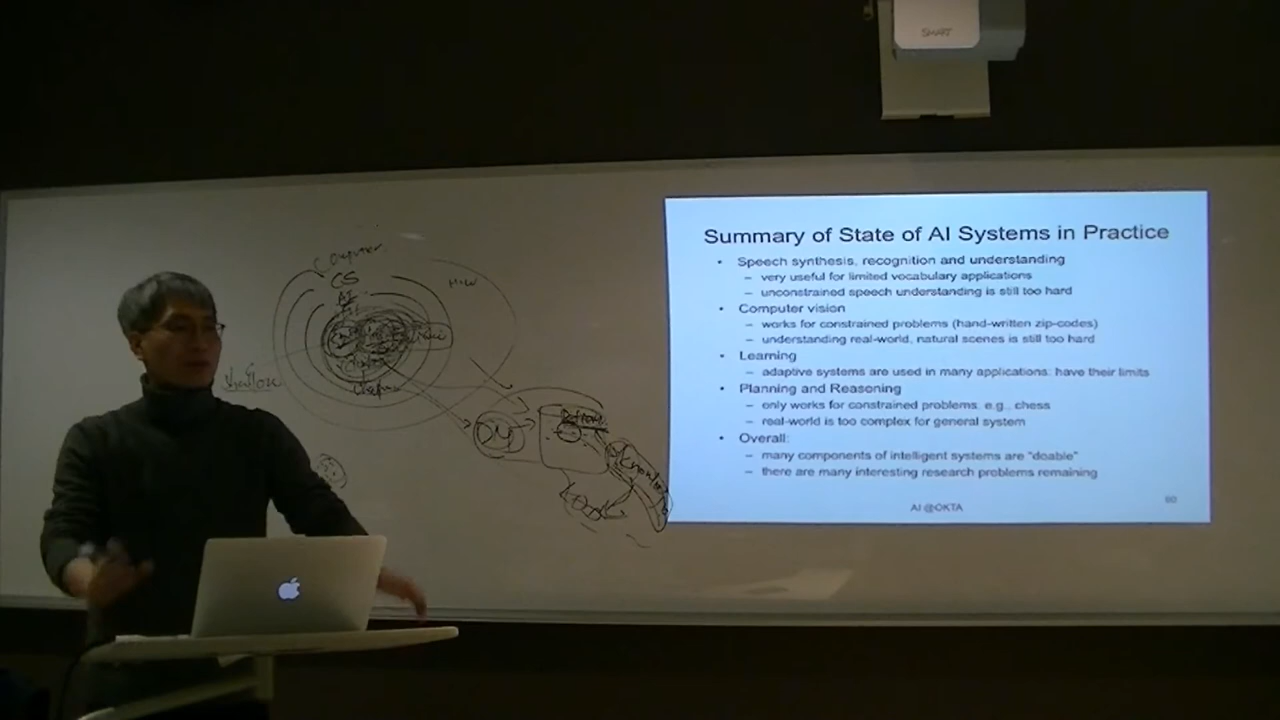 SMART
Computer
CS
AI
H.W
Summary of State of AI Systems in Practice
• Speech synthesis, recognition and understanding
– very useful for limited vocabulary applications
– unconstrained speech understanding is still too hard
• Computer vision
– works for constrained problems (hand-written zip-codes)
– understanding real-world, natural scenes is still too hard
• Learning
– adaptive systems are used in many applications: have their limits
• Planning and Reasoning
– only works for constrained problems, e.g., chess
– real-world is too complex for general system
• Overall:
– many components of intelligent systems are "doable"
– there are many interesting research problems remaining
AI @OKTA